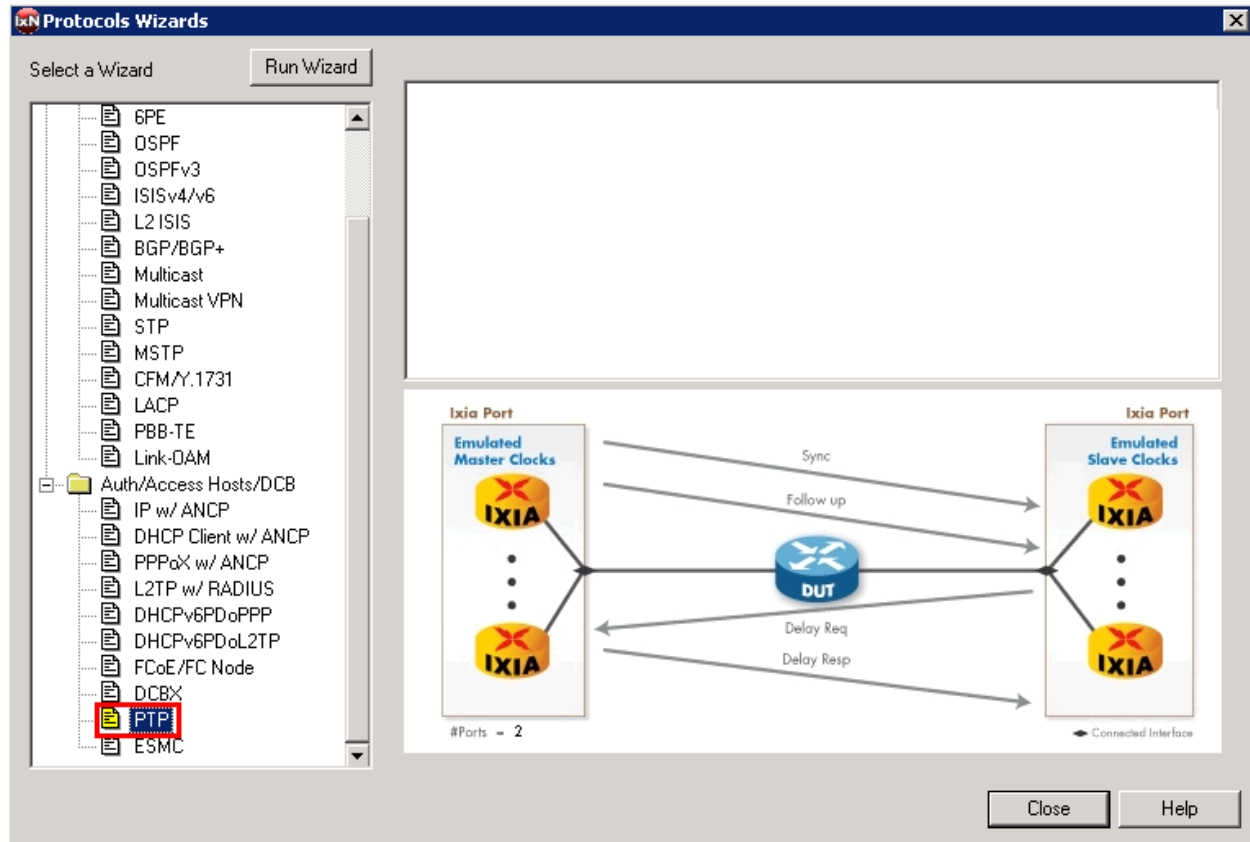 IxN Protocols Wizards
Select a Wizard
Run Wizard
6PE
OSPF
OSPFv3
ISISv4/v6
L2 ISIS
BGP/BGP+
Multicast
Multicast VPN
STP
MSTP
CFM/Y.1731
LACP
PBB-TE
Link-OAM
Auth/Access Hosts/DCB
IP w/ ANCP
DHCP Client w/ ANCP
PPPoX w/ ANCP
L2TP w/ RADIUS
DHCPv6PDoPPP
DHCPv6PDoL2TP
FCoE/FC Node
DCBX
PTP
ESMC
Ixia Port
Ixia Port
Emulated
Master Clocks
Emulated
Slave Clocks
Sync
Follow up
IXIA
IXIA
DUT
Delay Req
Delay Resp
IXIA
IXIA
#Ports = 2
Connected Interface
Close
Help